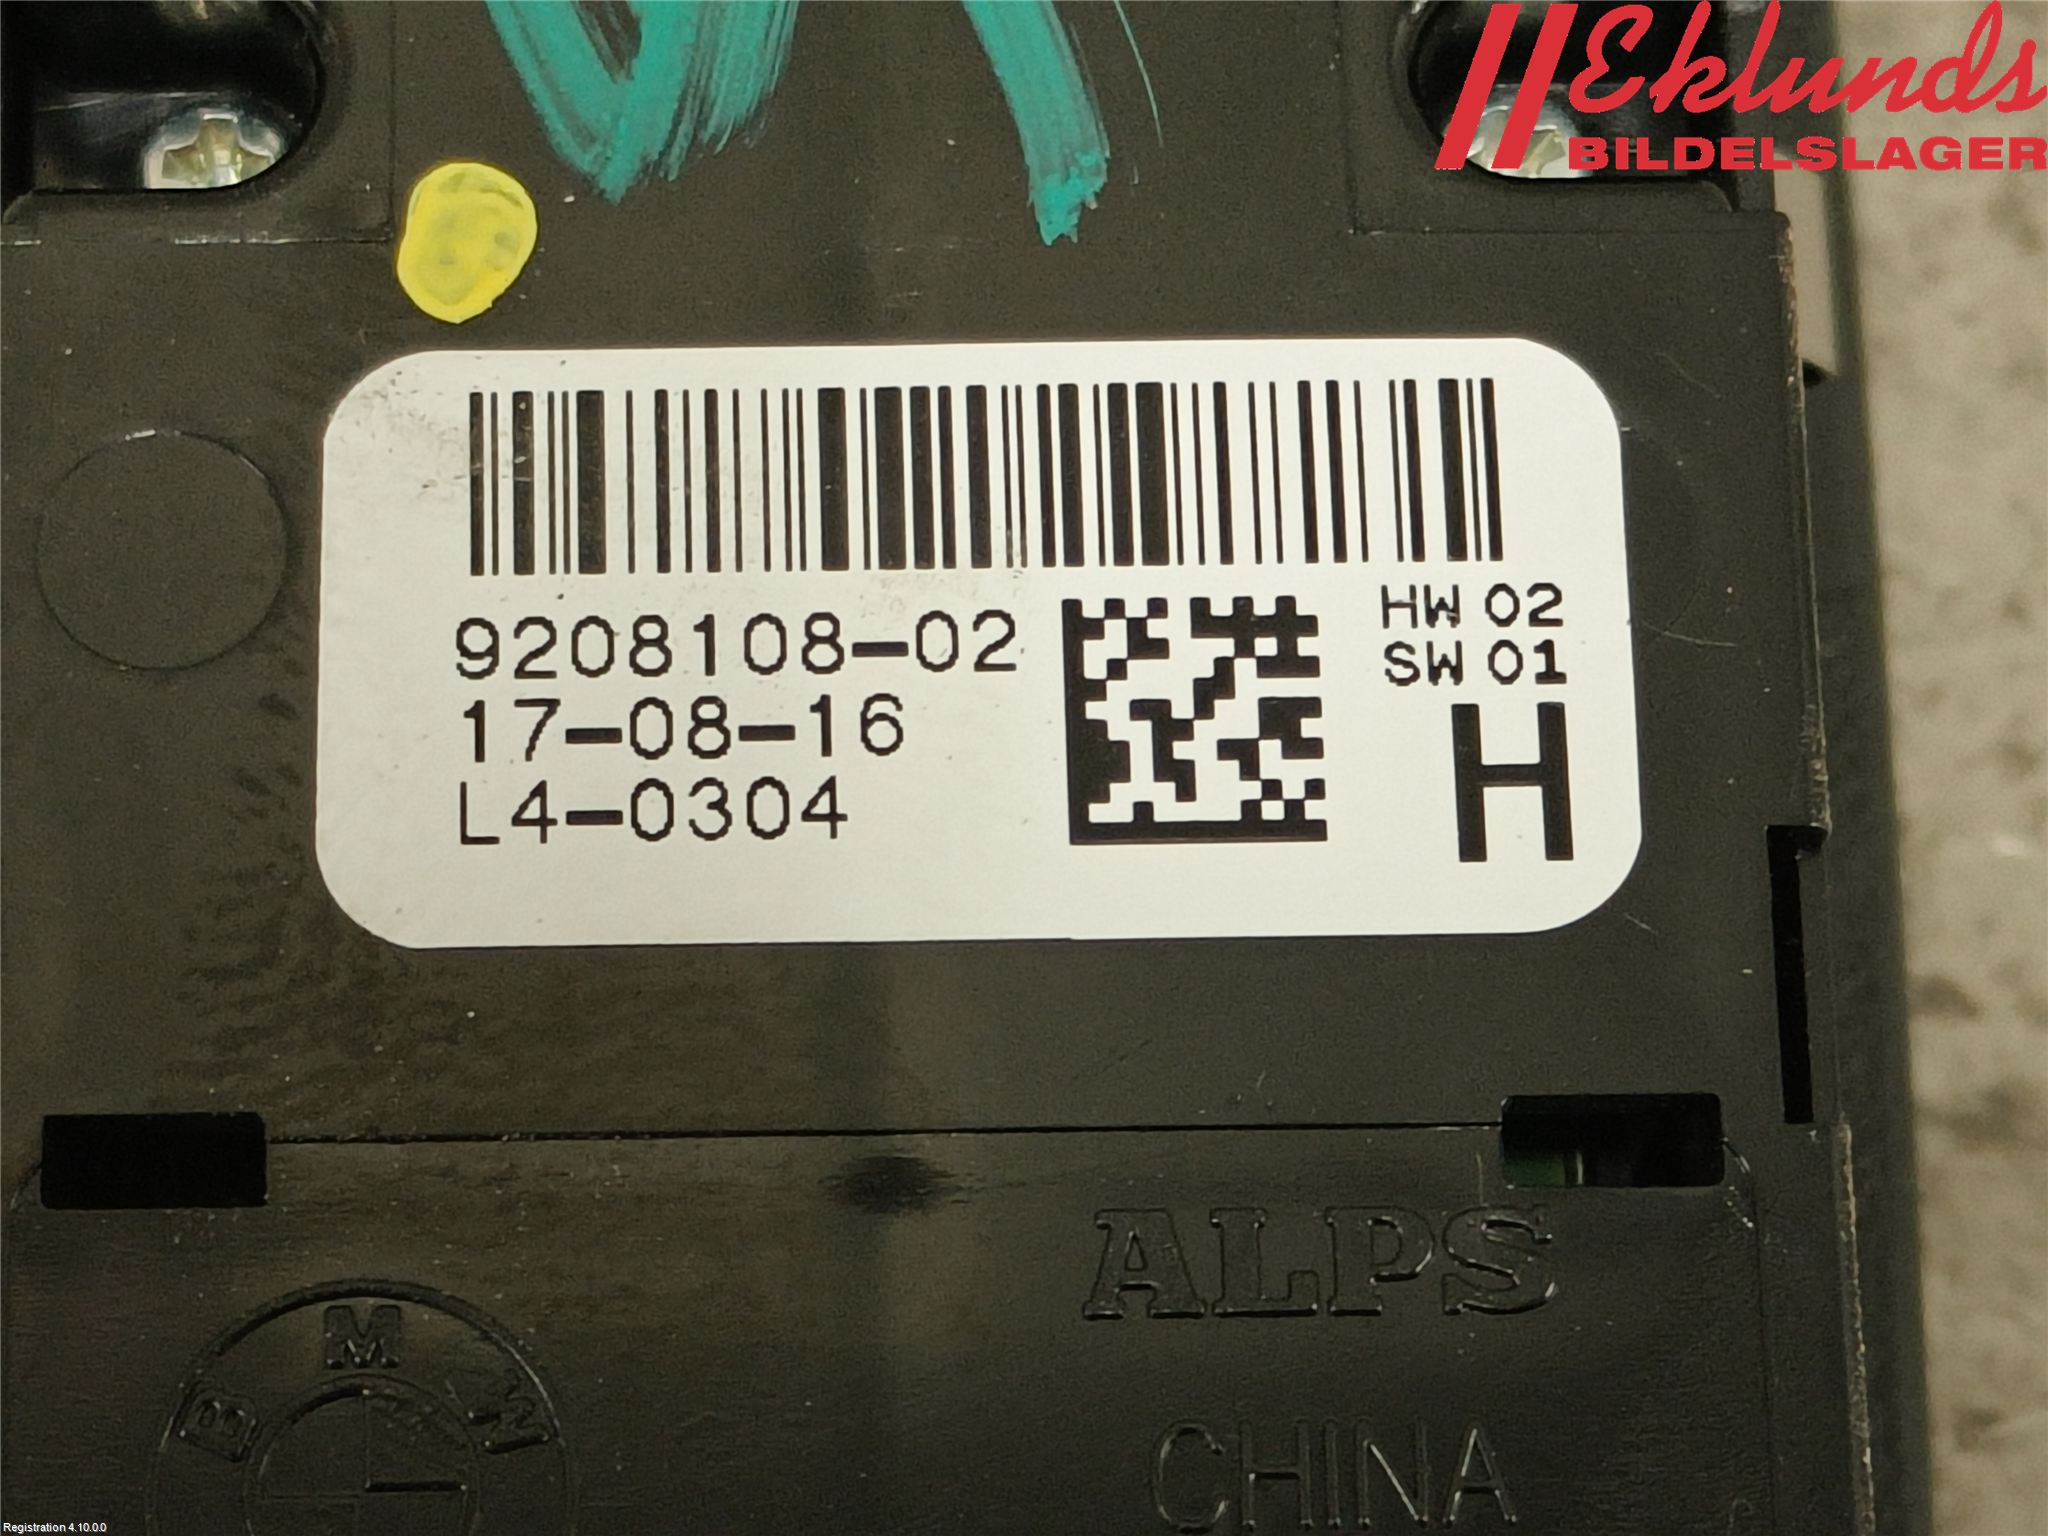 Eklunds
BILDELSLAGER
9208108-02
17-08-16
L4-0304
HW 02
SW 01
H
ALPS
CHINA
BMW
Registration 4.10.0.0